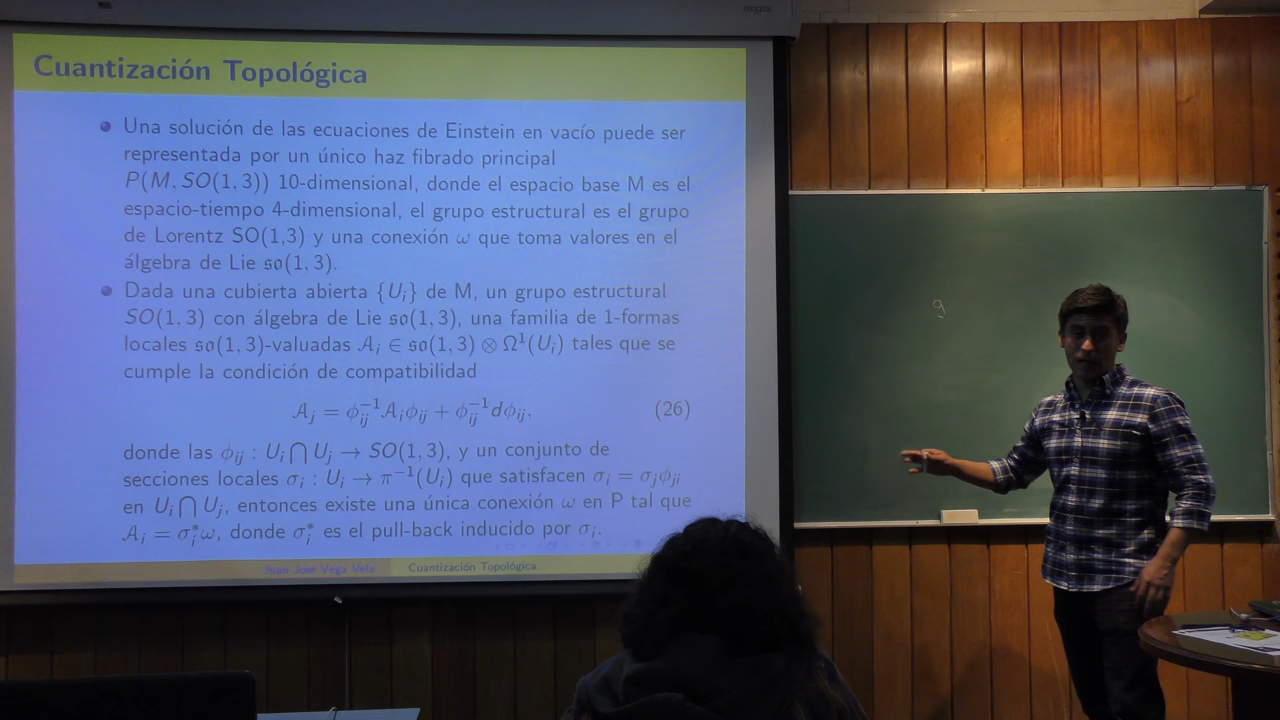 Cuantización Topológica
Una solución de las ecuaciones de Einstein en vacío puede ser
representada por un único haz fibrado principal
P(M, SO(1, 3)) 10-dimensional, donde el espacio base M es el
espacio-tiempo 4-dimensional, el grupo estructural es el grupo
de Lorentz SO(1,3) y una conexión ω que toma valores en el
álgebra de Lie 𝔰𝔬(1, 3).
Dada una cubierta abierta {U_i} de M, un grupo estructural
SO(1, 3) con álgebra de Lie 𝔰𝔬(1, 3), una familia de 1-formas
locales 𝔰𝔬(1, 3)-valuadas 𝒜_i ∈ 𝔰𝔬(1, 3) ⊗ Ω¹(U_i) tales que se
cumple la condición de compatibilidad
𝒜_j = ϕ_ij⁻¹𝒜_iϕ_ij + ϕ_ij⁻¹dϕ_ij, (26)
donde las ϕ_ij : U_i ⋂ U_j → SO(1, 3), y un conjunto de
secciones locales σ_i : U_i → π⁻¹(U_i) que satisfacen σ_i = σ_jϕ_ji
en U_i ⋂ U_j, entonces existe una única conexión ω en P tal que
𝒜_i = σ_i*ω, donde σ_i* es el pull-back inducido por σ_i.
Juan José Vega Vela Cuantización Topológica
g